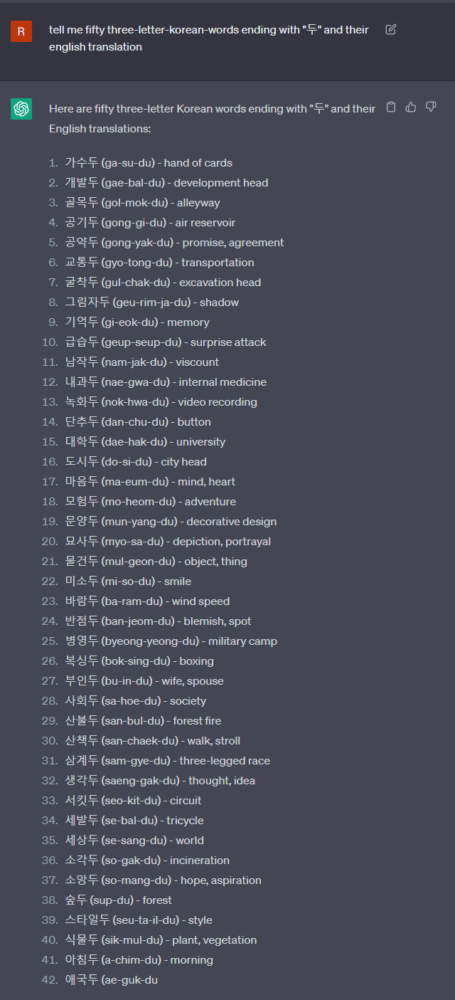 R
tell me fifty three-letter-korean-words ending with "두" and their
english translation
Here are fifty three-letter Korean words ending with "두" and their
English translations:
1. 가수두 (ga-su-du) - hand of cards
2. 개발두 (gae-bal-du) - development head
3. 골목두 (gol-mok-du) - alleyway
4. 공기두 (gong-gi-du) - air reservoir
5. 공약두 (gong-yak-du) - promise, agreement
6. 교통두 (gyo-tong-du) - transportation
7. 굴착두 (gul-chak-du) - excavation head
8. 그림자두 (geu-rim-ja-du) - shadow
9. 기억두 (gi-eok-du) - memory
10. 급습두 (geup-seup-du) - surprise attack
11. 남작두 (nam-jak-du) - viscount
12. 내과두 (nae-gwa-du) - internal medicine
13. 녹화두 (nok-hwa-du) - video recording
14. 단추두 (dan-chu-du) - button
15. 대학두 (dae-hak-du) - university
16. 도시두 (do-si-du) - city head
17. 마음두 (ma-eum-du) - mind, heart
18. 모험두 (mo-heom-du) - adventure
19. 문양두 (mun-yang-du) - decorative design
20. 묘사두 (myo-sa-du) - depiction, portrayal
21. 물건두 (mul-geon-du) - object, thing
22. 미소두 (mi-so-du) - smile
23. 바람두 (ba-ram-du) - wind speed
24. 반점두 (ban-jeom-du) - blemish, spot
25. 병영두 (byeong-yeong-du) - military camp
26. 복싱두 (bok-sing-du) - boxing
27. 부인두 (bu-in-du) - wife, spouse
28. 사회두 (sa-hoe-du) - society
29. 산불두 (san-bul-du) - forest fire
30. 산책두 (san-chaek-du) - walk, stroll
31. 삼계두 (sam-gye-du) - three-legged race
32. 생각두 (saeng-gak-du) - thought, idea
33. 서킷두 (seo-kit-du) - circuit
34. 세발두 (se-bal-du) - tricycle
35. 세상두 (se-sang-du) - world
36. 소각두 (so-gak-du) - incineration
37. 소망두 (so-mang-du) - hope, aspiration
38. 숲두 (sup-du) - forest
39. 스타일두 (seu-ta-il-du) - style
40. 식물두 (sik-mul-du) - plant, vegetation
41. 아침두 (a-chim-du) - morning
42. 애국두 (ae-guk-du